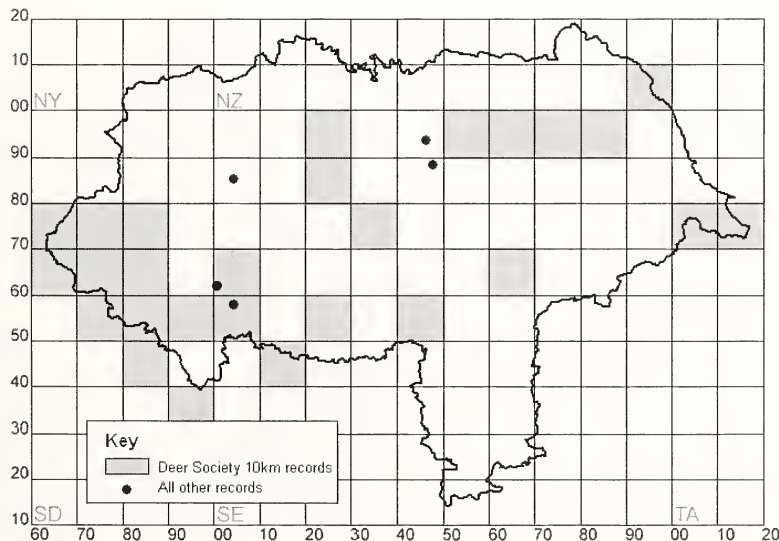 20
10
00
90
80
70
60
50
40
30
20
10
NY
NZ
SD
SE
TA
Key
Deer Society 10km records
All other records
60 70 80 90 00 10 20 30 40 50 60 70 80 90 00 10 20